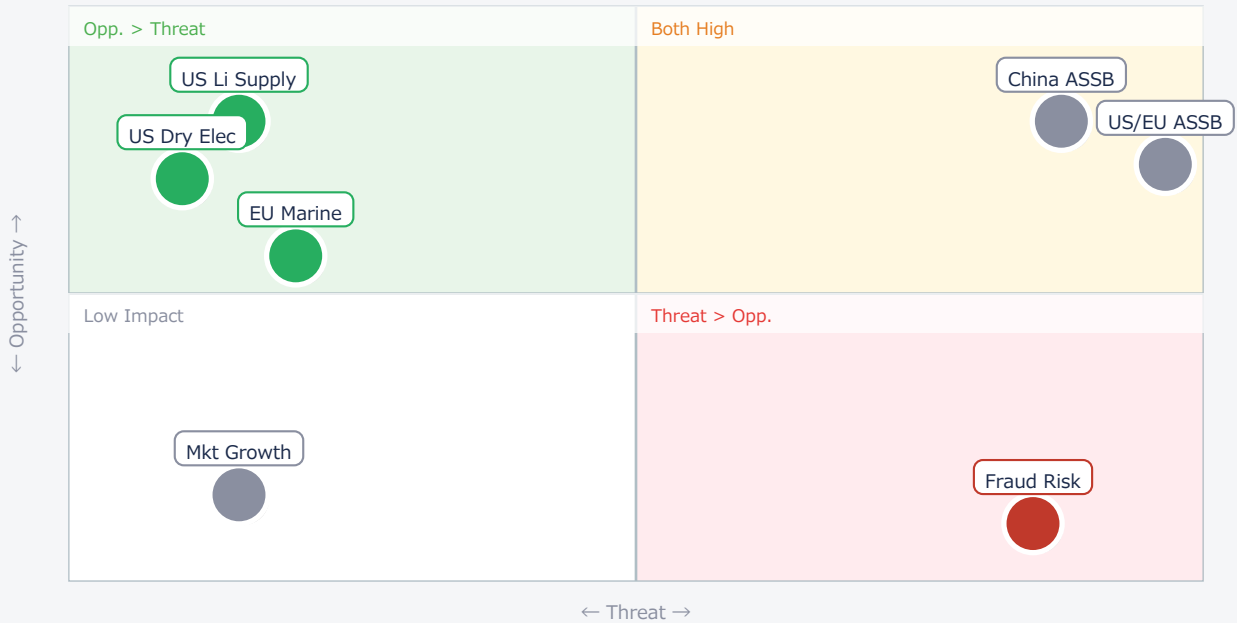 Opp. > Threat
Both High
US Li Supply
China ASSB
US Dry Elec
US/EU ASSB
EU Marine
← Opportunity →
Low Impact
Threat > Opp.
Mkt Growth
Fraud Risk
← Threat →